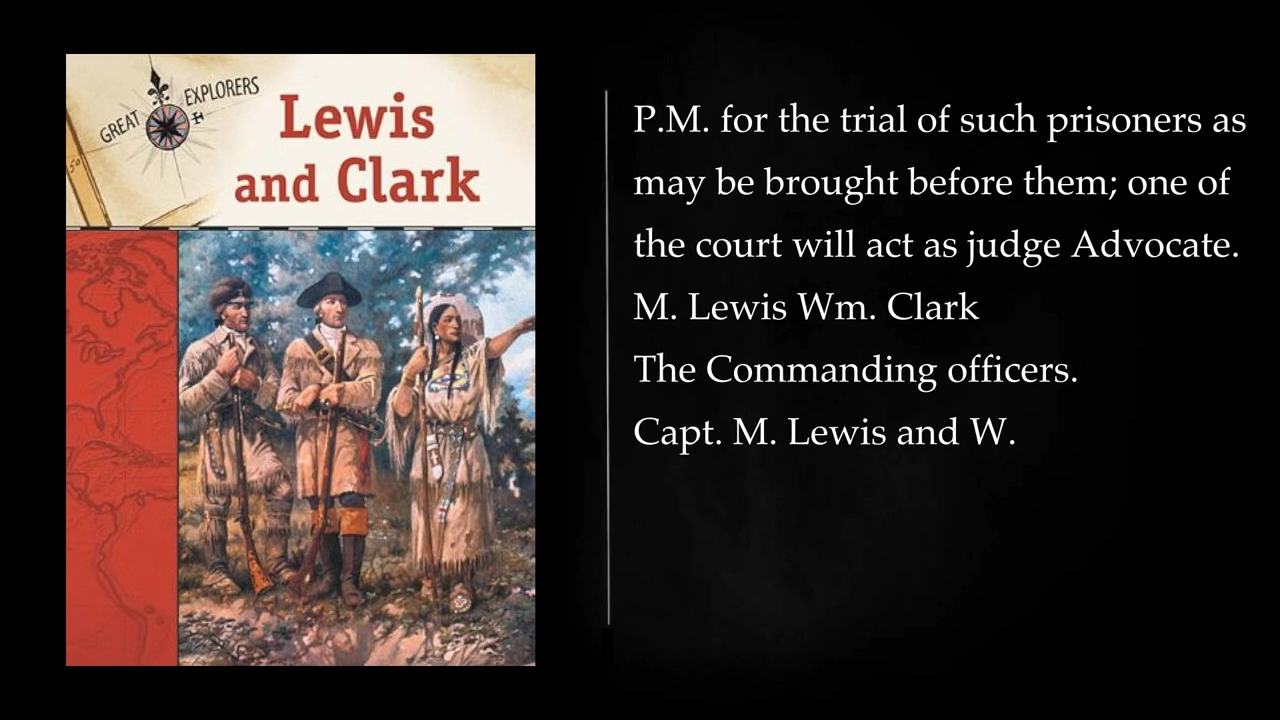 GREAT EXPLORERS
Lewis
and Clark
50
P.M. for the trial of such prisoners as
may be brought before them; one of
the court will act as judge Advocate.
M. Lewis Wm. Clark
The Commanding officers.
Capt. M. Lewis and W.